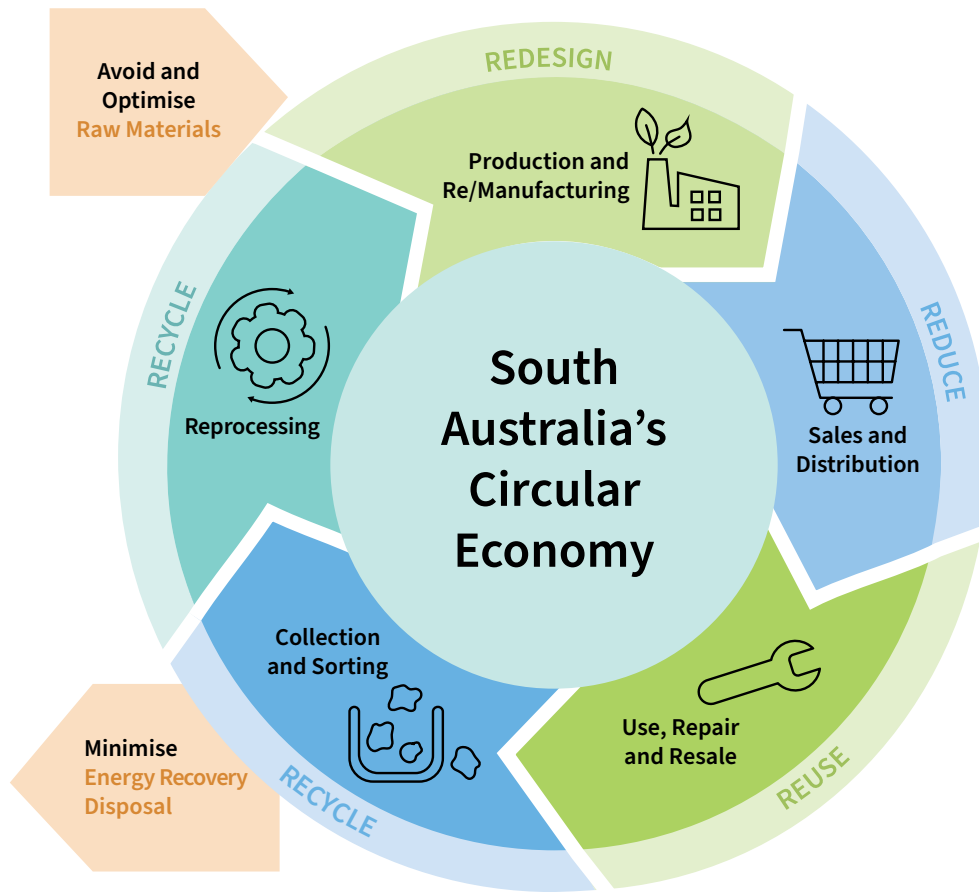 Avoid and
Optimise
Raw Materials
REDESIGN
Production and
Re/Manufacturing
REDUCE
Sales and
Distribution
REUSE
Use, Repair
and Resale
RECYCLE
Collection
and Sorting
Minimise
Energy Recovery
Disposal
RECYCLE
Reprocessing
South
Australia’s
Circular
Economy